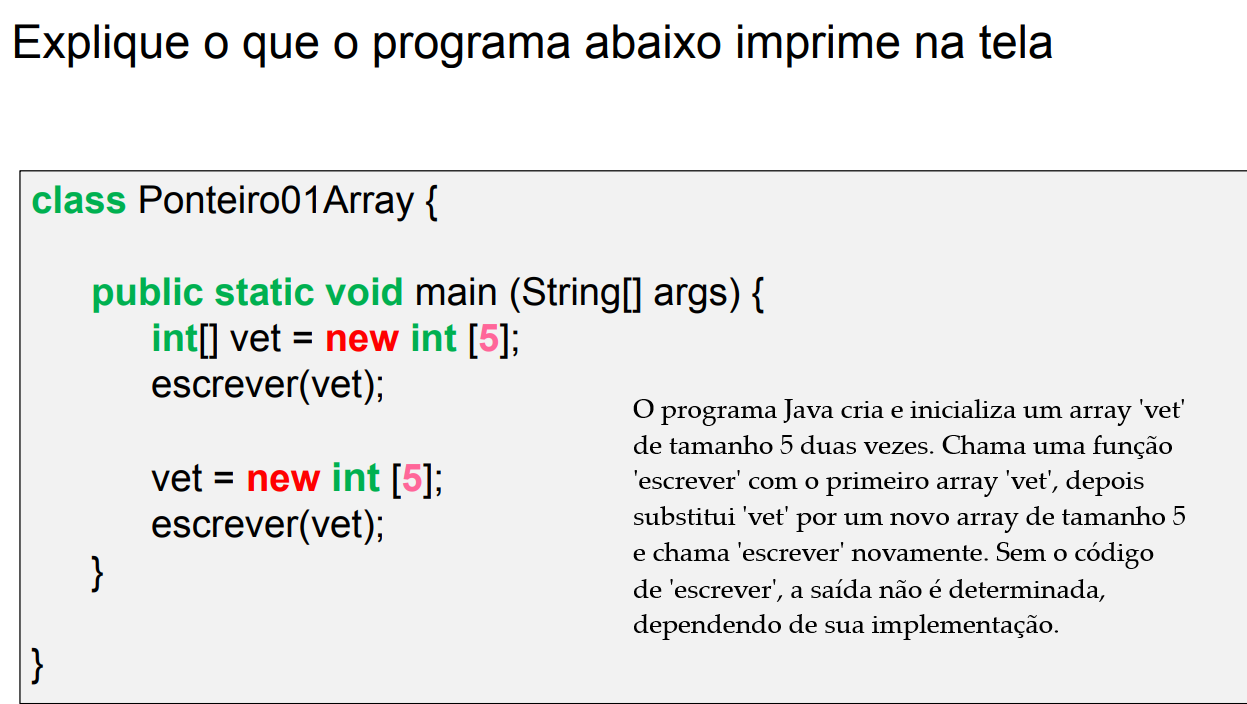 Explique o que o programa abaixo imprime na tela
class Ponteiro01Array {
public static void main (String[] args) {
int[] vet = new int [5];
escrever(vet);
vet = new int [5];
escrever(vet);
}
}
O programa Java cria e inicializa um array 'vet'
de tamanho 5 duas vezes. Chama uma função
'escrever' com o primeiro array 'vet', depois
substitui 'vet' por um novo array de tamanho 5
e chama 'escrever' novamente. Sem o código
de 'escrever', a saída não é determinada,
dependendo de sua implementação.